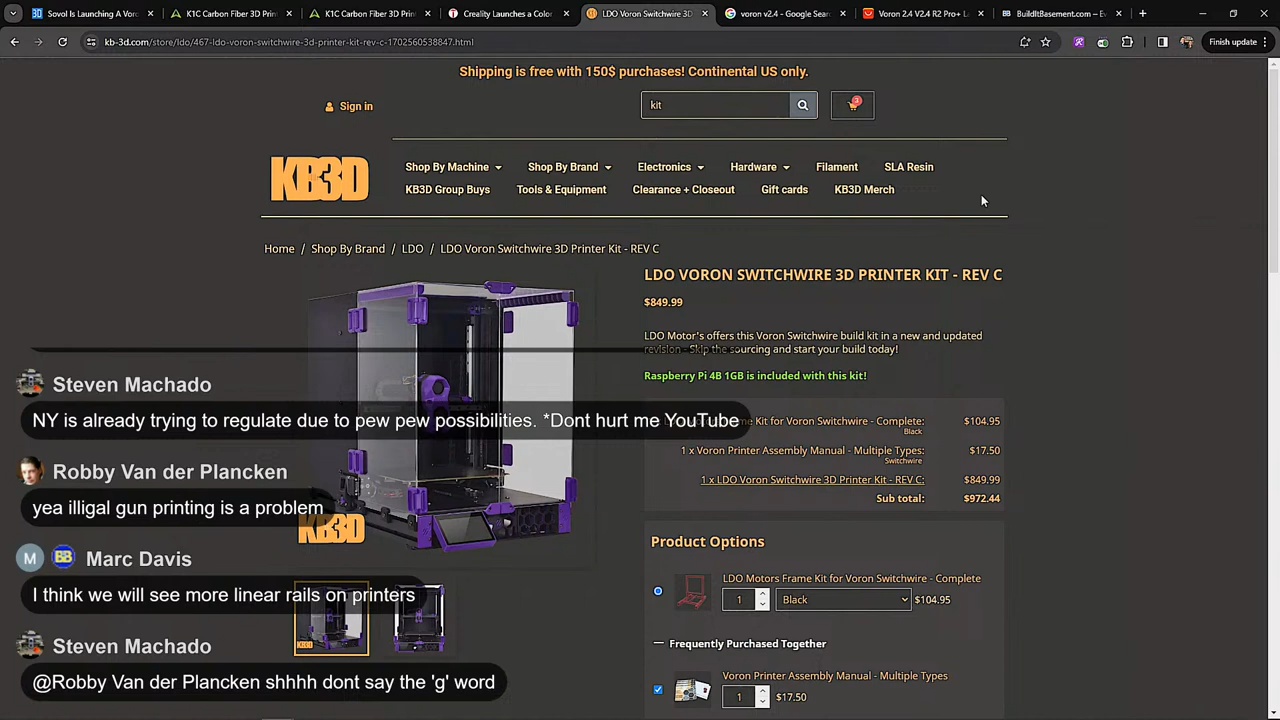 Sovol Is Launching A Voro
K1C Carbon Fiber 3D Print
K1C Carbon Fiber 3D Print
Creality Launches a Color
LDO Voron Switchwire 3D
voron v2.4 - Google Sear
Voron 2.4 V2.4 R2 Pro+ L
BuildItBasement.com — E
kb-3d.com/store/ldo/467-ldo-voron-switchwire-3d-printer-kit-rev-c-1702560538847.html
Finish update
Shipping is free with 150$ purchases! Continental US only.
Sign in
kit
3
KB3D
Shop By Machine
Shop By Brand
Electronics
Hardware
Filament
SLA Resin
KB3D Group Buys
Tools & Equipment
Clearance + Closeout
Gift cards
KB3D Merch
Home / Shop By Brand / LDO / LDO Voron Switchwire 3D Printer Kit - REV C
LDO VORON SWITCHWIRE 3D PRINTER KIT - REV C
$849.99
LDO Motor's offers this Voron Switchwire build kit in a new and updated
revision - Skip the sourcing and start your build today!
Raspberry Pi 4B 1GB is included with this kit!
Frame Kit for Voron Switchwire - Complete: $104.95
Black
1 x Voron Printer Assembly Manual - Multiple Types: $17.50
Switchwire
1 x LDO Voron Switchwire 3D Printer Kit - REV C: $849.99
Sub total: $972.44
Product Options
LDO Motors Frame Kit for Voron Switchwire - Complete
1 Black $104.95
Frequently Purchased Together
Voron Printer Assembly Manual - Multiple Types
1 $17.50
KB3D
KB3D
Steven Machado
NY is already trying to regulate due to pew pew possibilities. *Dont hurt me YouTube
Robby Van der Plancken
yea illigal gun printing is a problem
M BB Marc Davis
I think we will see more linear rails on printers
Steven Machado
@Robby Van der Plancken shhhh dont say the 'g' word